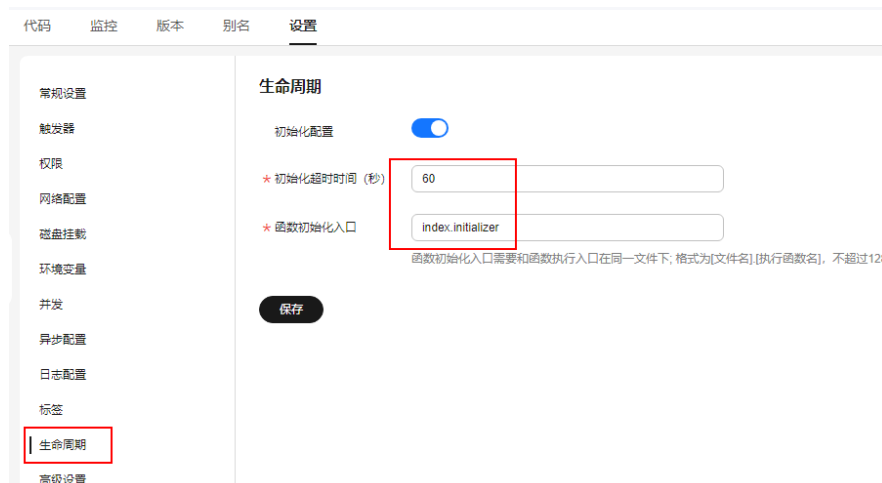 代码 监控 版本 别名 设置
常规设置
触发器
权限
网络配置
磁盘挂载
环境变量
并发
异步配置
日志配置
标签
生命周期
高级设置
生命周期
初始化配置
* 初始化超时时间（秒） 60
* 函数初始化入口 index.initializer
函数初始化入口需要和函数执行入口在同一文件下; 格式为[文件名].[执行函数名]，不超过12
保存